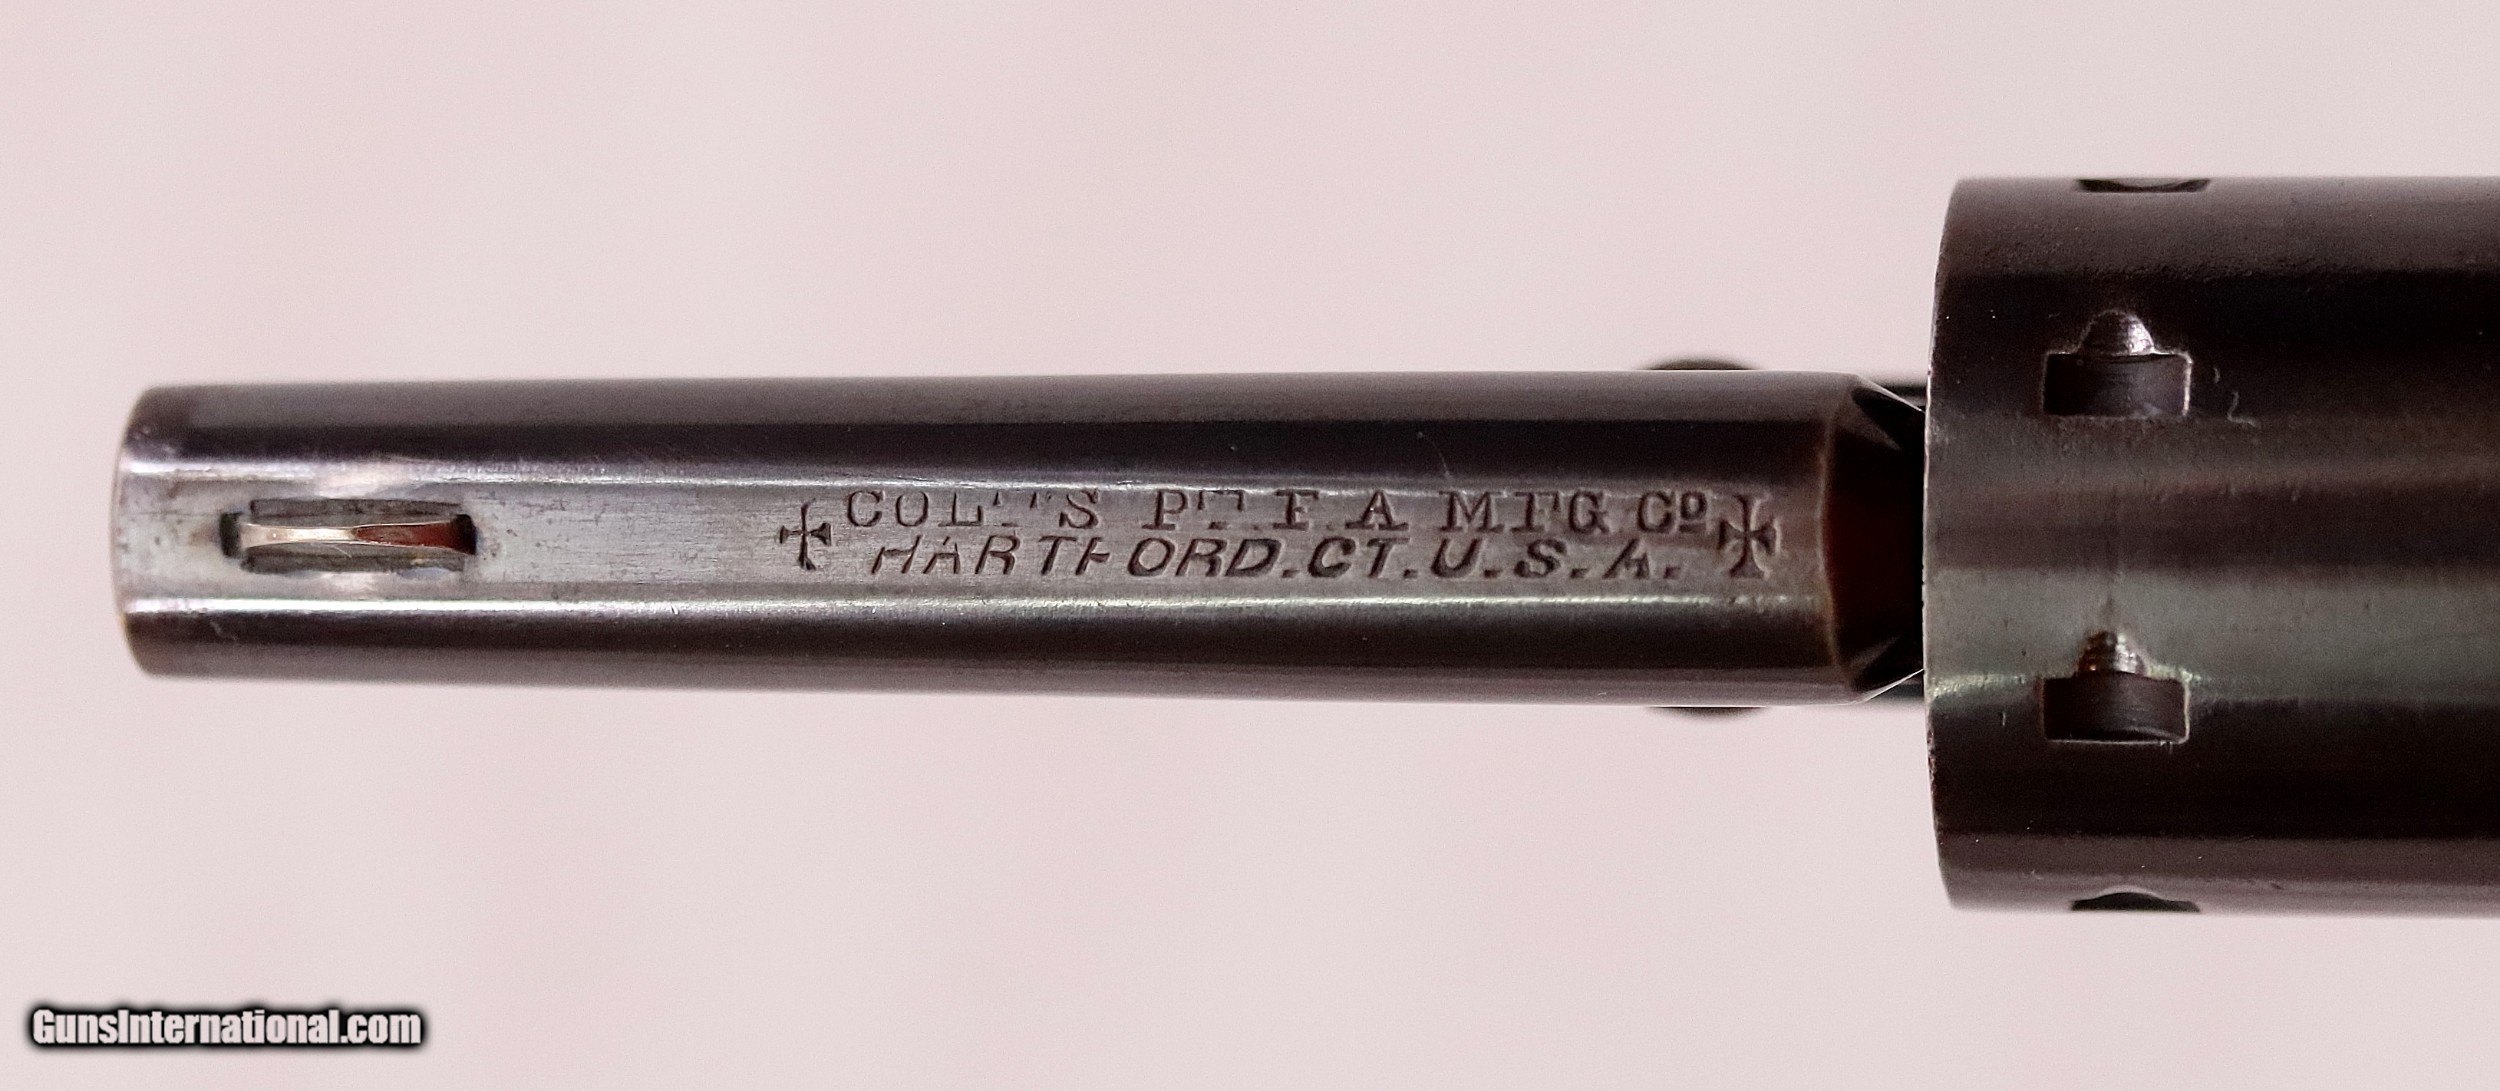 COLT'S PT. F. A. MFG. Co
HARTFORD. CT. U. S. A.
GunsInternational.com